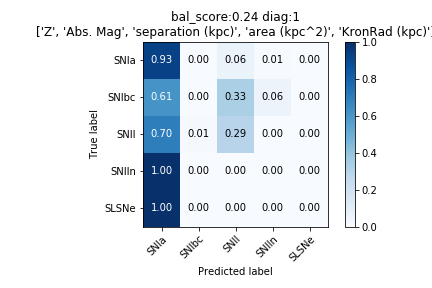 bal_score:0.24 diag:1
['Z', 'Abs. Mag', 'separation (kpc)', 'area (kpc^2)', 'KronRad (kpc)']
1.0
SNIa 0.93 0.00 0.06 0.01 0.00
0.8
SNIbc 0.61 0.00 0.33 0.06 0.00
0.6
True label
SNII 0.70 0.01 0.29 0.00 0.00
0.4
SNIIn 1.00 0.00 0.00 0.00 0.00
0.2
SLSNe 1.00 0.00 0.00 0.00 0.00
0.0
SNIa SNIbc SNII SNIIn SLSNe
Predicted label